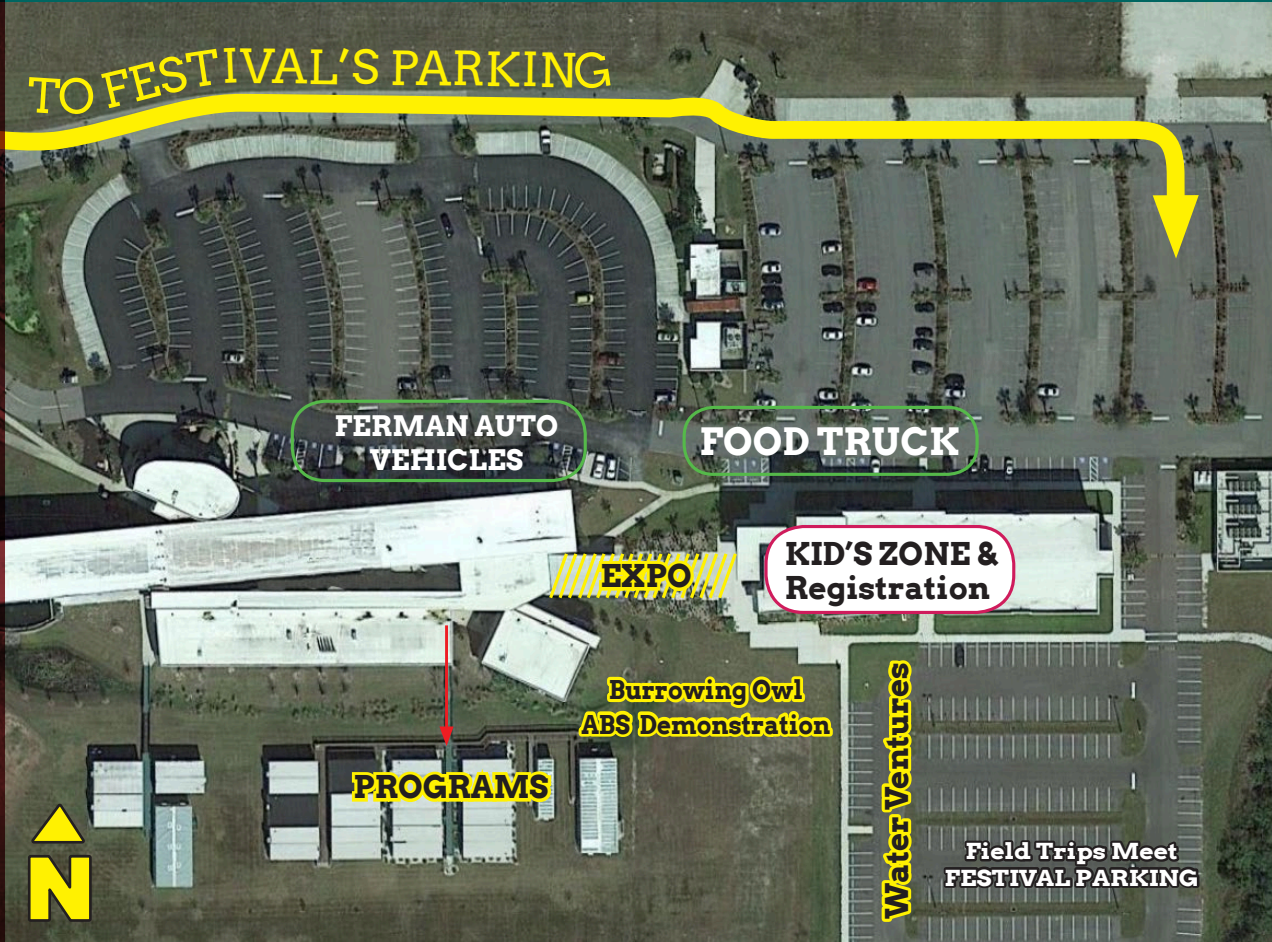 TO FESTIVAL'S PARKING
FERMAN AUTO
VEHICLES
FOOD TRUCK
EXPO
KID'S ZONE &
Registration
Burrowing Owl
ABS Demonstration
PROGRAMS
Water Ventures
Field Trips Meet
FESTIVAL PARKING
N